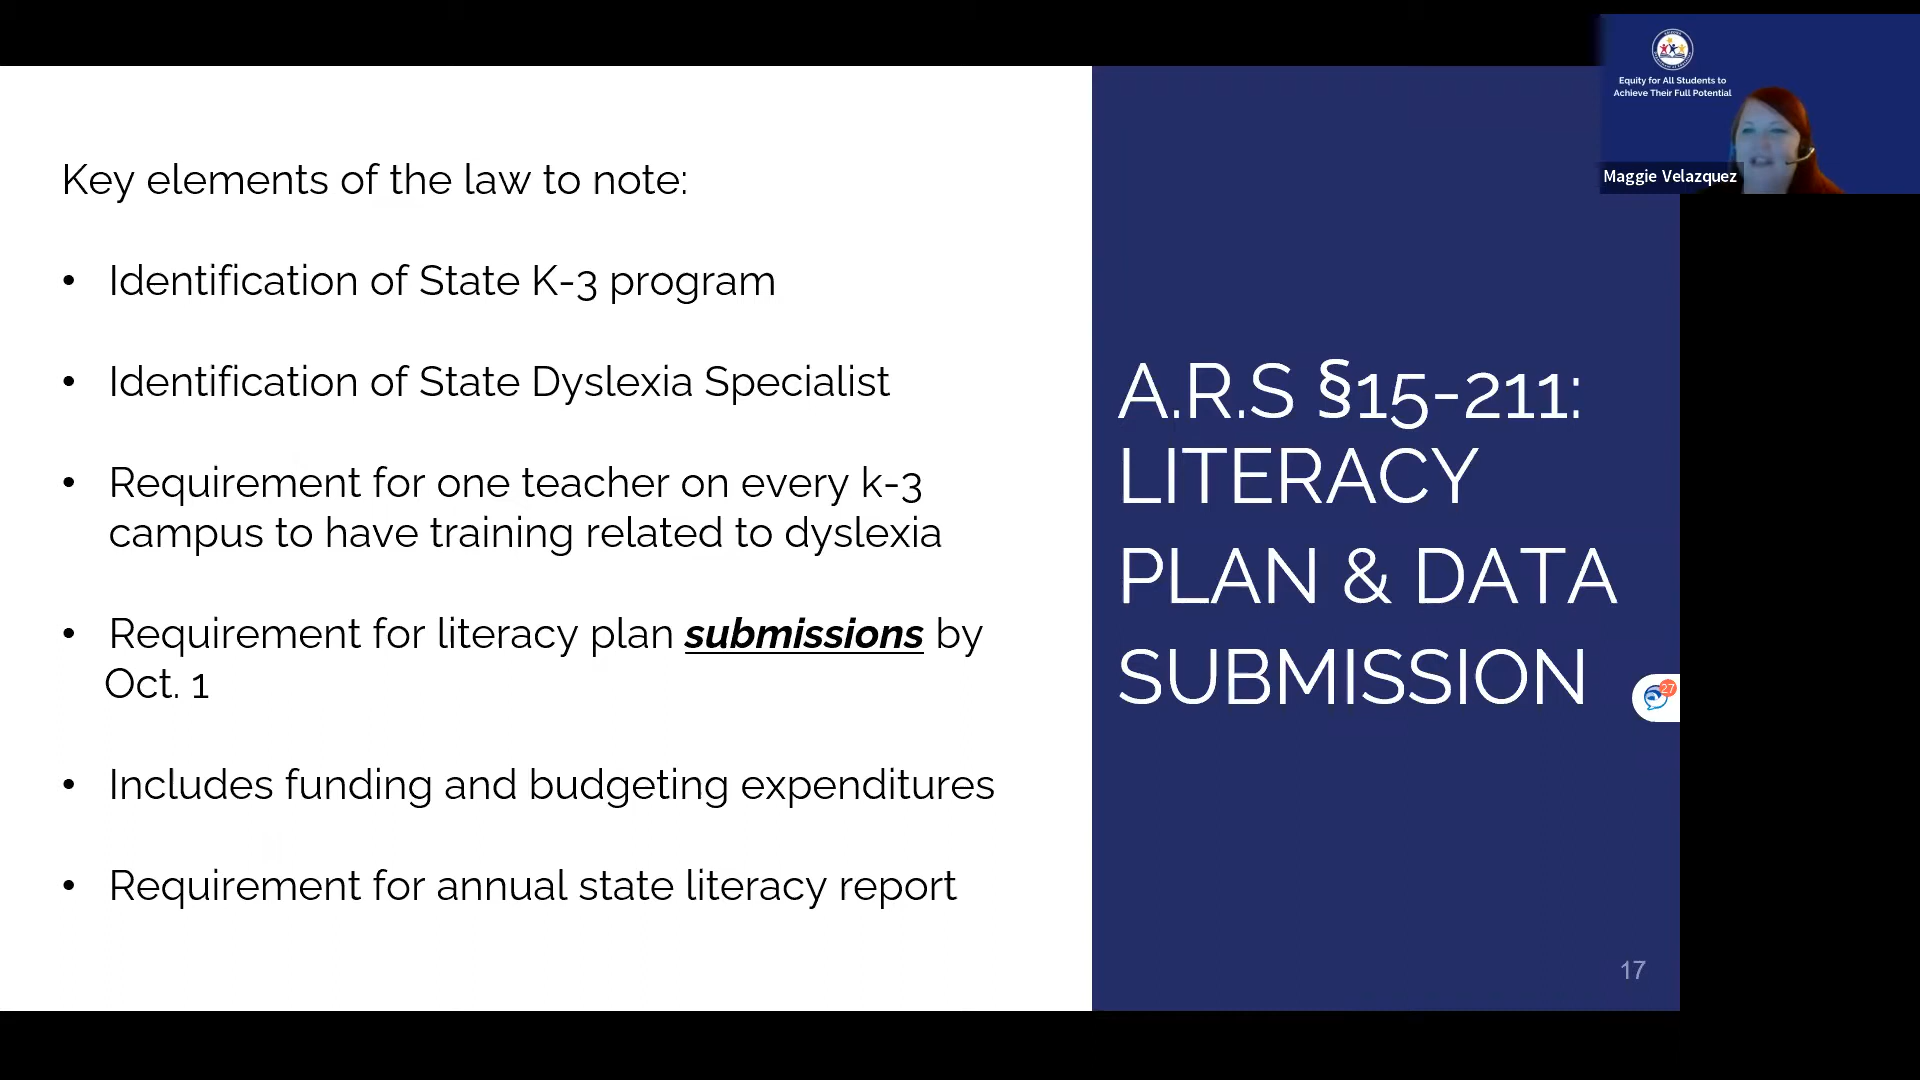 Key elements of the law to note:
• Identification of State K-3 program
• Identification of State Dyslexia Specialist
• Requirement for one teacher on every k-3
campus to have training related to dyslexia
• Requirement for literacy plan submissions by
Oct. 1
• Includes funding and budgeting expenditures
• Requirement for annual state literacy report
A.R.S §15-211:
LITERACY
PLAN & DATA
SUBMISSION
27
17
Equity for All Students to
Achieve Their Full Potential
Maggie Velazquez